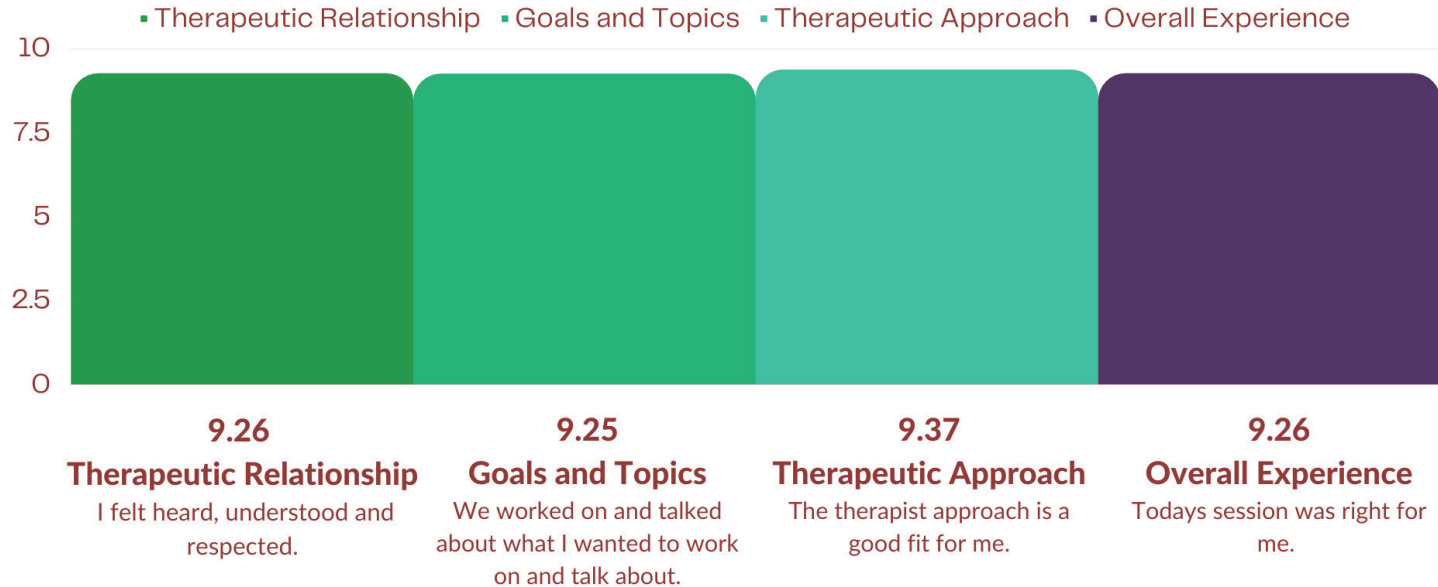 Therapeutic Relationship Goals and Topics Therapeutic Approach Overall Experience
10
7.5
5
2.5
0
9.26
Therapeutic Relationship
I felt heard, understood and
respected.
9.25
Goals and Topics
We worked on and talked
about what I wanted to work
on and talk about.
9.37
Therapeutic Approach
The therapist approach is a
good fit for me.
9.26
Overall Experience
Todays session was right for
me.